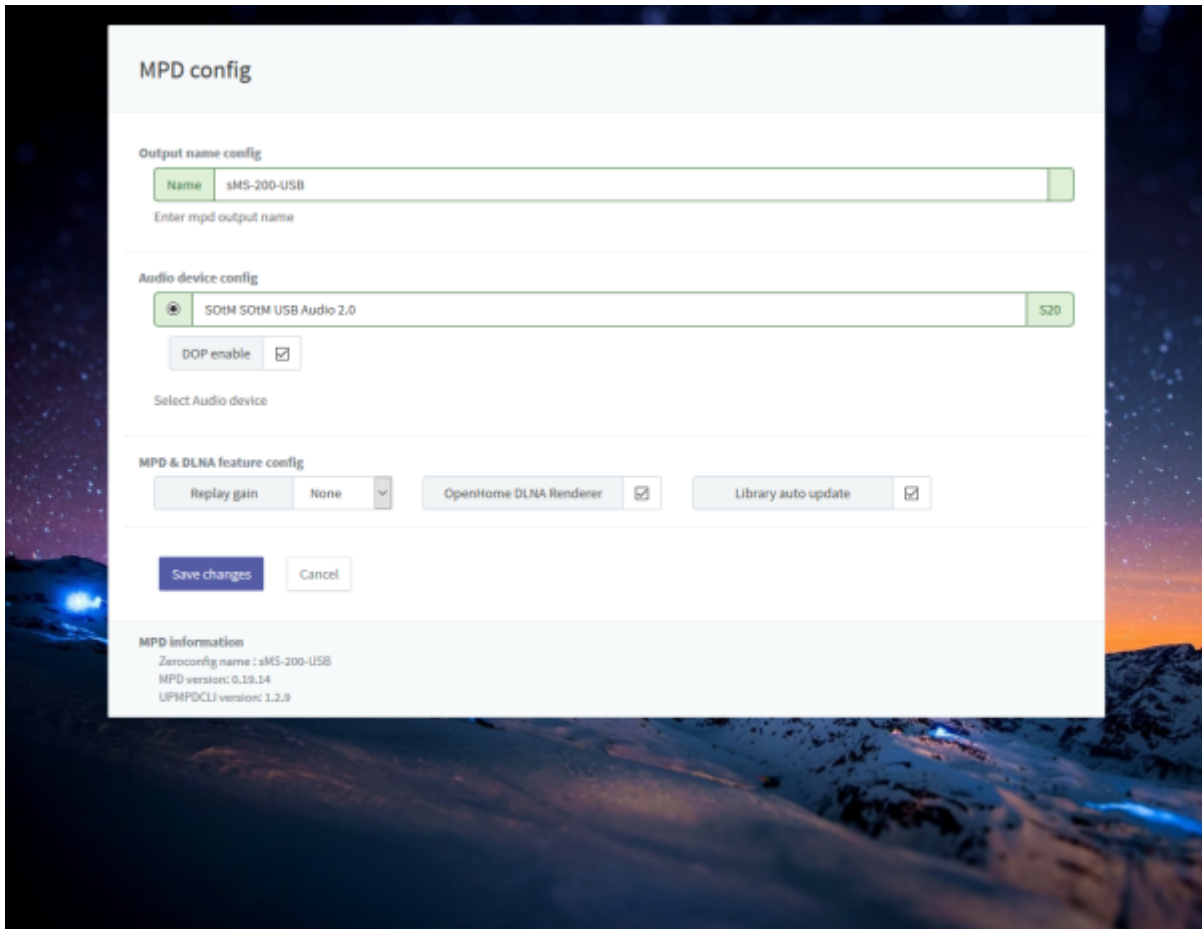 MPD config
Output name config
Name sMS-200-USB
Enter mpd output name
Audio device config
SOtM SOtM USB Audio 2.0 S20
DOP enable
Select Audio device
MPD & DLNA feature config
Replay gain None OpenHome DLNA Renderer Library auto update
Save changes Cancel
MPD information
Zeroconfig name : sMS-200-USB
MPD version: 0.19.14
UPMPDCLI version: 1.2.9